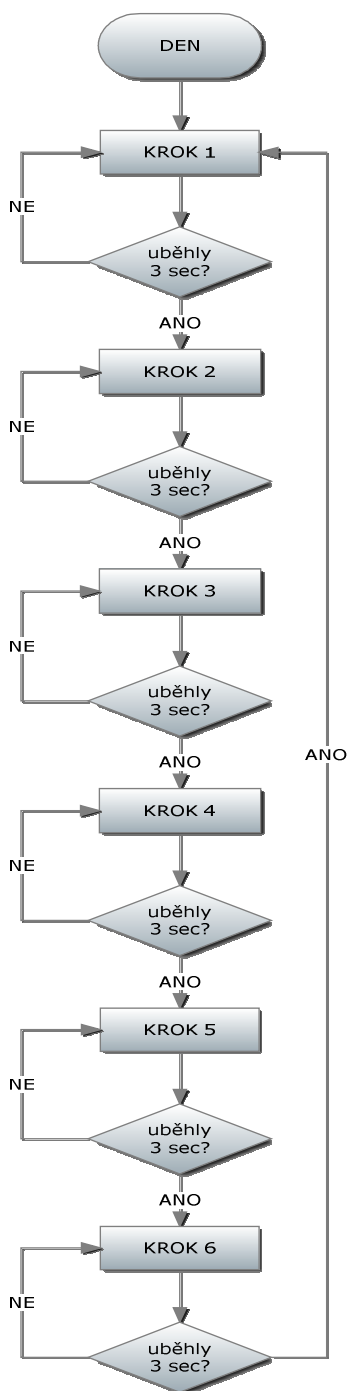 DEN
KROK 1
NE
uběhly
3 sec?
ANO
KROK 2
NE
uběhly
3 sec?
ANO
KROK 3
NE
uběhly
3 sec?
ANO
ANO
KROK 4
NE
uběhly
3 sec?
ANO
KROK 5
NE
uběhly
3 sec?
ANO
KROK 6
NE
uběhly
3 sec?